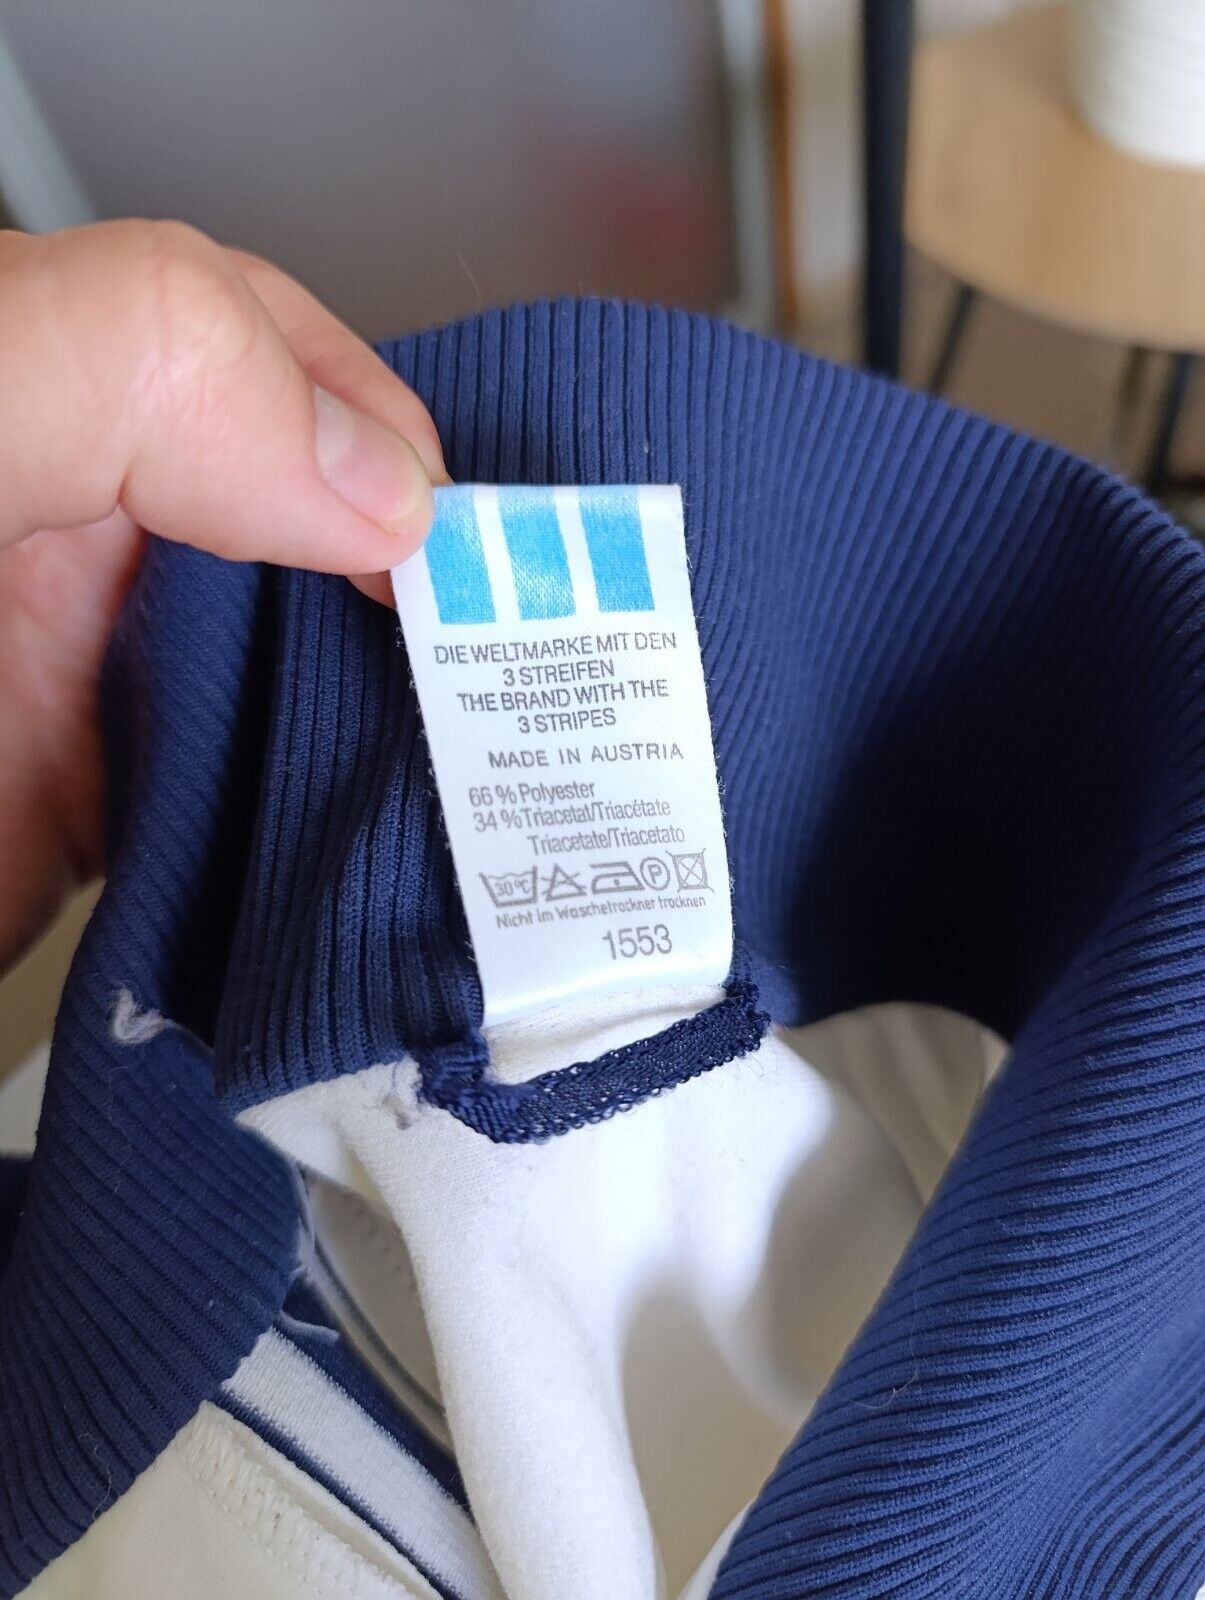 DIE WELTMARKE MIT DEN
3 STREIFEN
THE BRAND WITH THE
3 STRIPES
MADE IN AUSTRIA
66 % Polyester
34 % Triacetat/Triacétate
Triacetate/Triacetato
30°C P
Nicht im Waschetrockner trocknen
1553